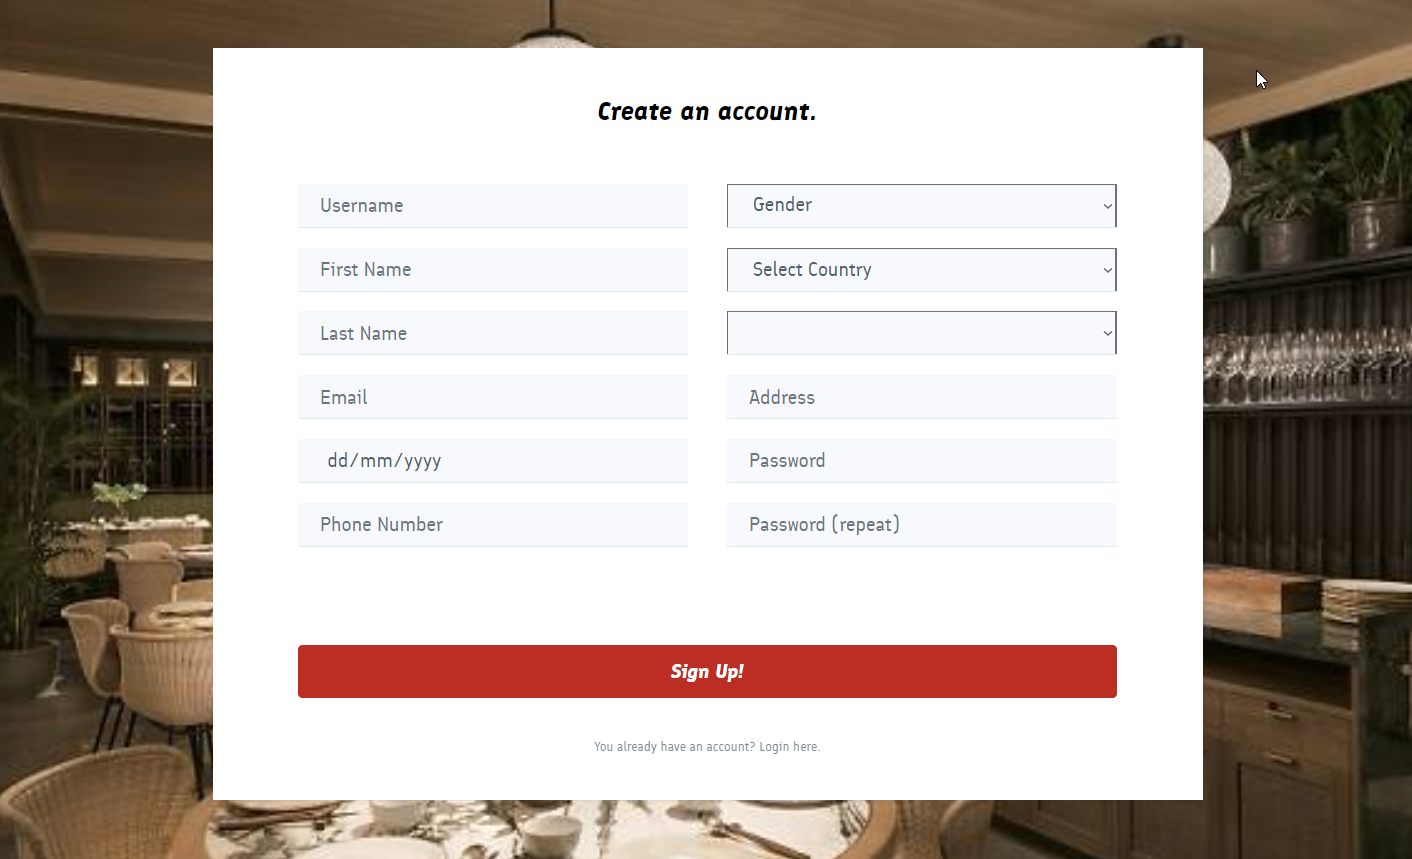 Create an account.
Username
Gender
First Name
Select Country
Last Name
Email
Address
dd/mm/yyyy
Password
Phone Number
Password (repeat)
Sign Up!
You already have an account? Login here.